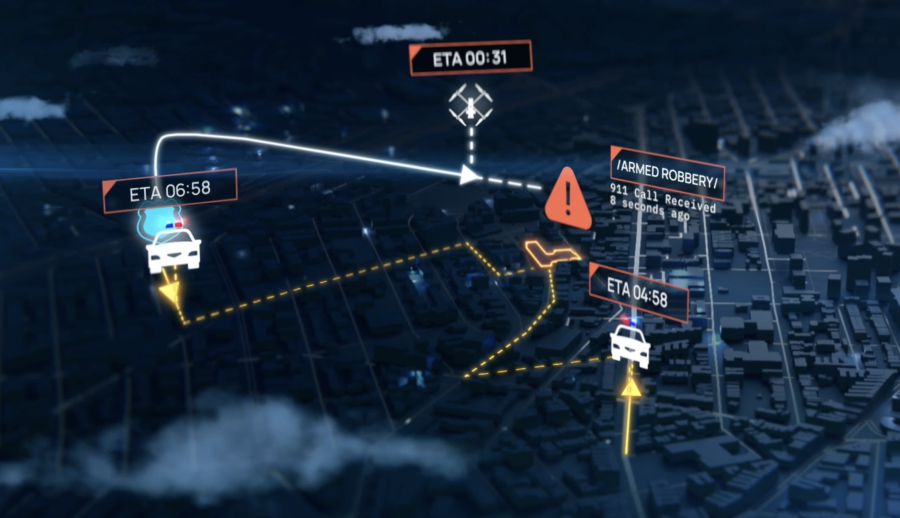 ETA 00:31
/ARMED ROBBERY/
911 Call Received
8 seconds ago
ETA 06:58
ETA 04:58